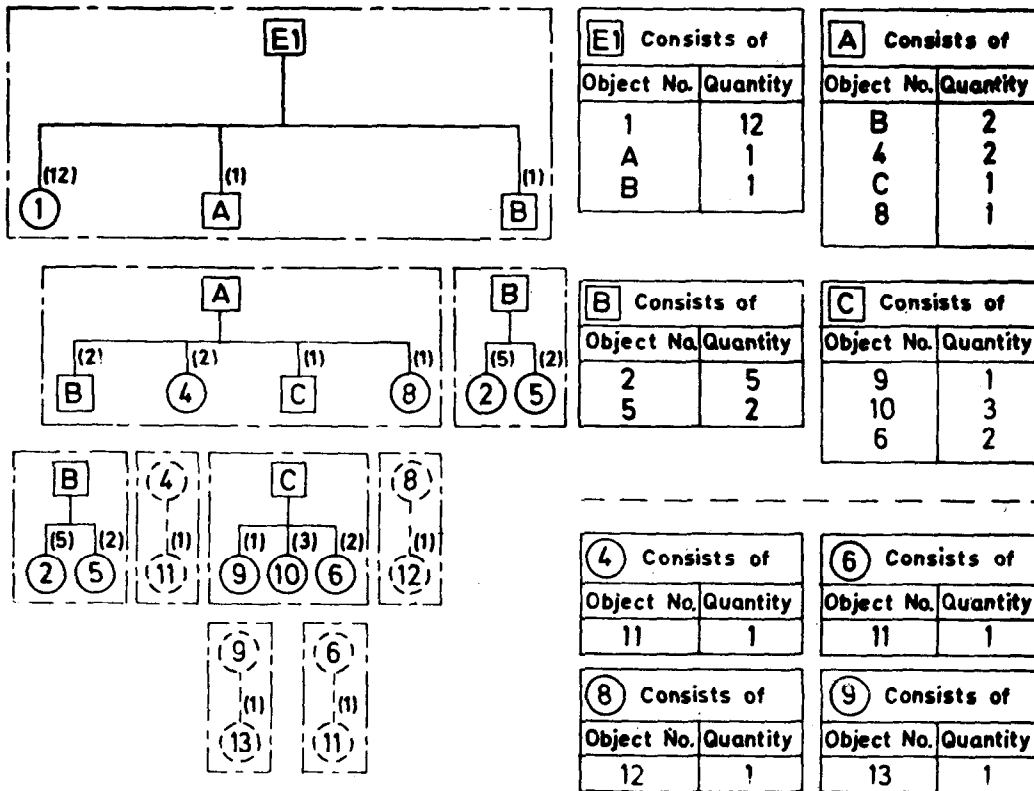 E1
(12) (1) (1)
1 A B
A
(2) (2) (1) (1)
B 4 C 8
B
(5) (2)
2 5
B
(5) (2)
2 5
4
(1)
11
C
(1) (3) (2)
9 10 6
8
(1)
12
9
(1)
13
6
(1)
11
E1 Consists of
Object No. Quantity
1 12
A 1
B 1
A Consists of
Object No. Quantity
B 2
4 2
C 1
8 1
B Consists of
Object No. Quantity
2 5
5 2
C Consists of
Object No. Quantity
9 1
10 3
6 2
4 Consists of
Object No. Quantity
11 1
6 Consists of
Object No. Quantity
11 1
8 Consists of
Object No. Quantity
12 1
9 Consists of
Object No. Quantity
13 1